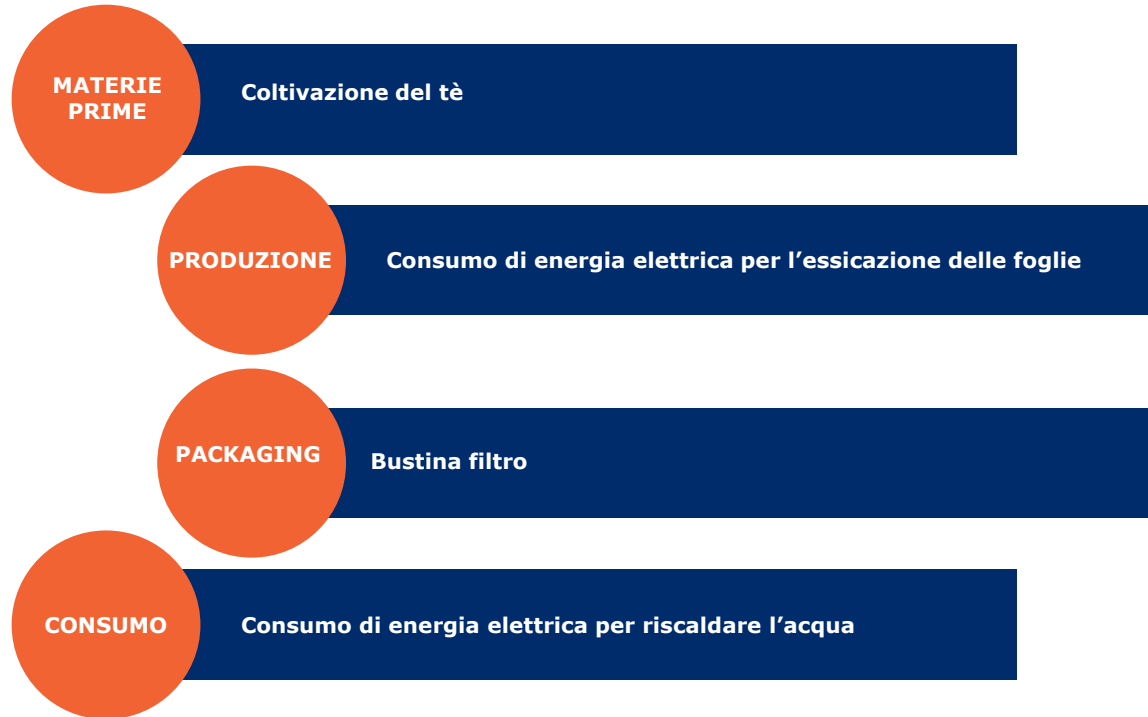 MATERIE
PRIME
Coltivazione del tè
PRODUZIONE
Consumo di energia elettrica per l’essicazione delle foglie
PACKAGING
Bustina filtro
CONSUMO
Consumo di energia elettrica per riscaldare l’acqua